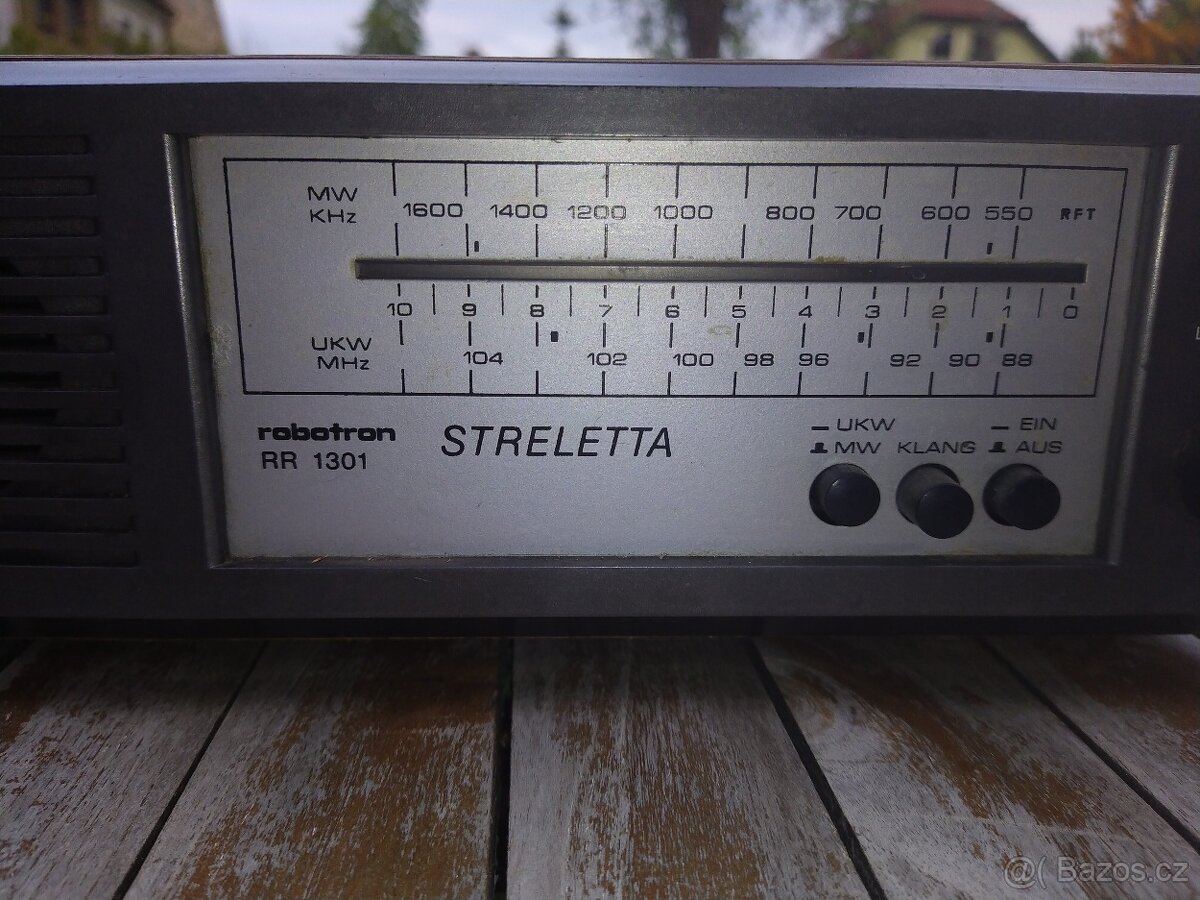 MW
KHz
1600 1400 1200 1000 800 700 600 550 RFT
10 9 8 7 6 5 4 3 2 1 0
UKW
MHz
104 102 100 98 96 92 90 88
robotron
RR 1301
STRELETTA
UKW
MW
KLANG
EIN
AUS
@( Bazos.cz